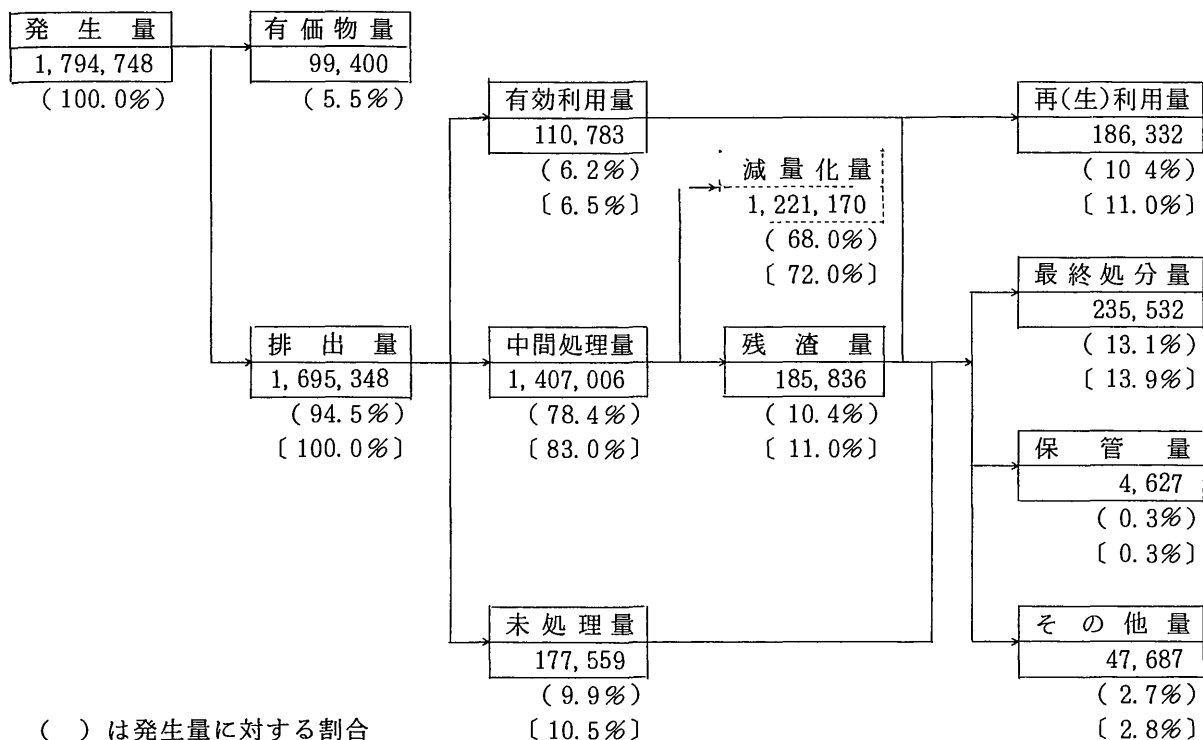 発生量
1,794,748
(100.0%)
有価物量
99,400
(5.5%)
有効利用量
110,783
(6.2%)
〔6.5%〕
減量化量
1,221,170
(68.0%)
〔72.0%〕
再(生)利用量
186,332
(10 4%)
〔11.0%〕
最終処分量
235,532
(13.1%)
〔13.9%〕
排出量
1,695,348
(94.5%)
〔100.0%〕
中間処理量
1,407,006
(78.4%)
〔83.0%〕
残渣量
185,836
(10.4%)
〔11.0%〕
保管量
4,627
(0.3%)
〔0.3%〕
未処理量
177,559
(9.9%)
〔10.5%〕
その他量
47,687
(2.7%)
〔2.8%〕
( )は発生量に対する割合